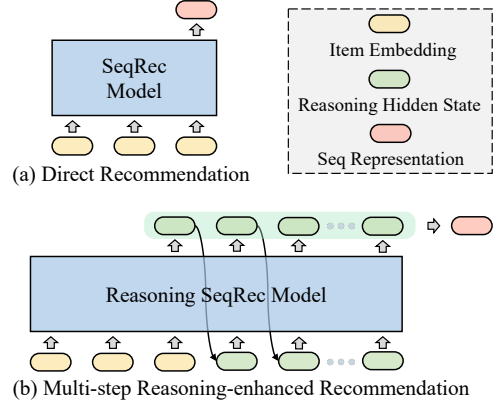 SeqRec
Model
(a) Direct Recommendation
Item Embedding
Reasoning Hidden State
Seq Representation
Reasoning SeqRec Model
(b) Multi-step Reasoning-enhanced Recommendation